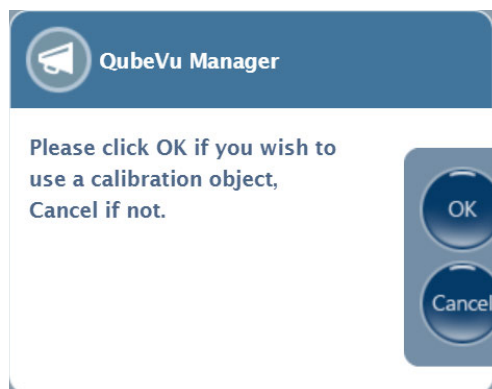 QubeVu Manager
Please click OK if you wish to
use a calibration object,
Cancel if not.
OK
Cancel